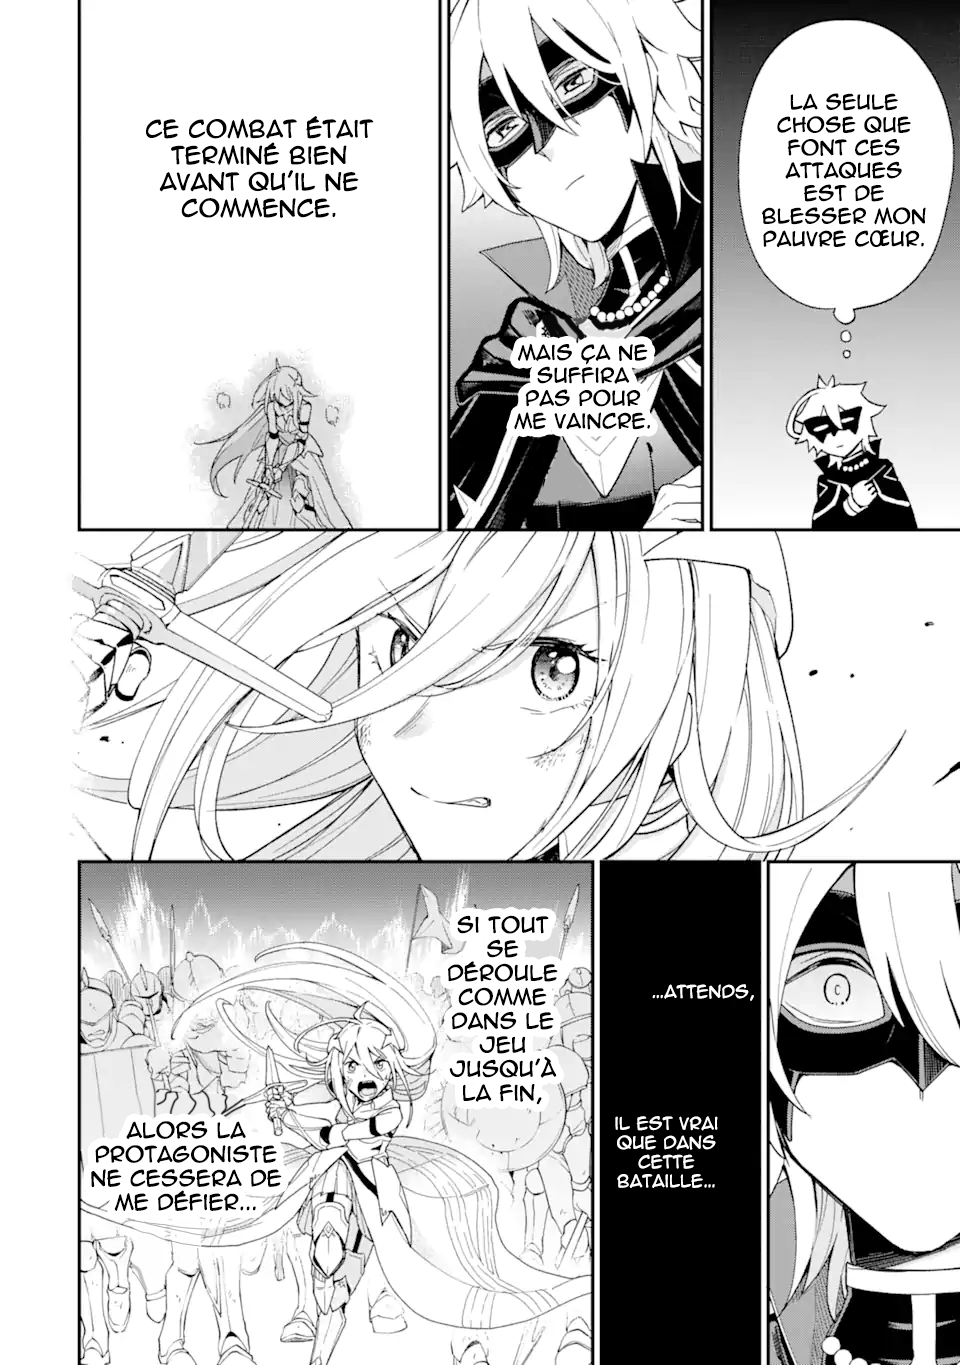 LA SEULE
CHOSE QUE
FONT CES
ATTAQUES
EST DE
BLESSER MON
PAUVRE CŒUR.
MAIS ÇA NE
SUFFIRA
PAS POUR
ME VAINCRE.
CE COMBAT ÉTAIT
TERMINÉ BIEN
AVANT QU'IL NE
COMMENCE.
...ATTENDS,
IL EST VRAI
QUE DANS
CETTE
BATAILLE...
SI TOUT
SE
DÉROULE
COMME
DANS LE
JEU
JUSQU'À
LA FIN,
ALORS LA
PROTAGONISTE
NE CESSERA DE
ME DÉFIER...